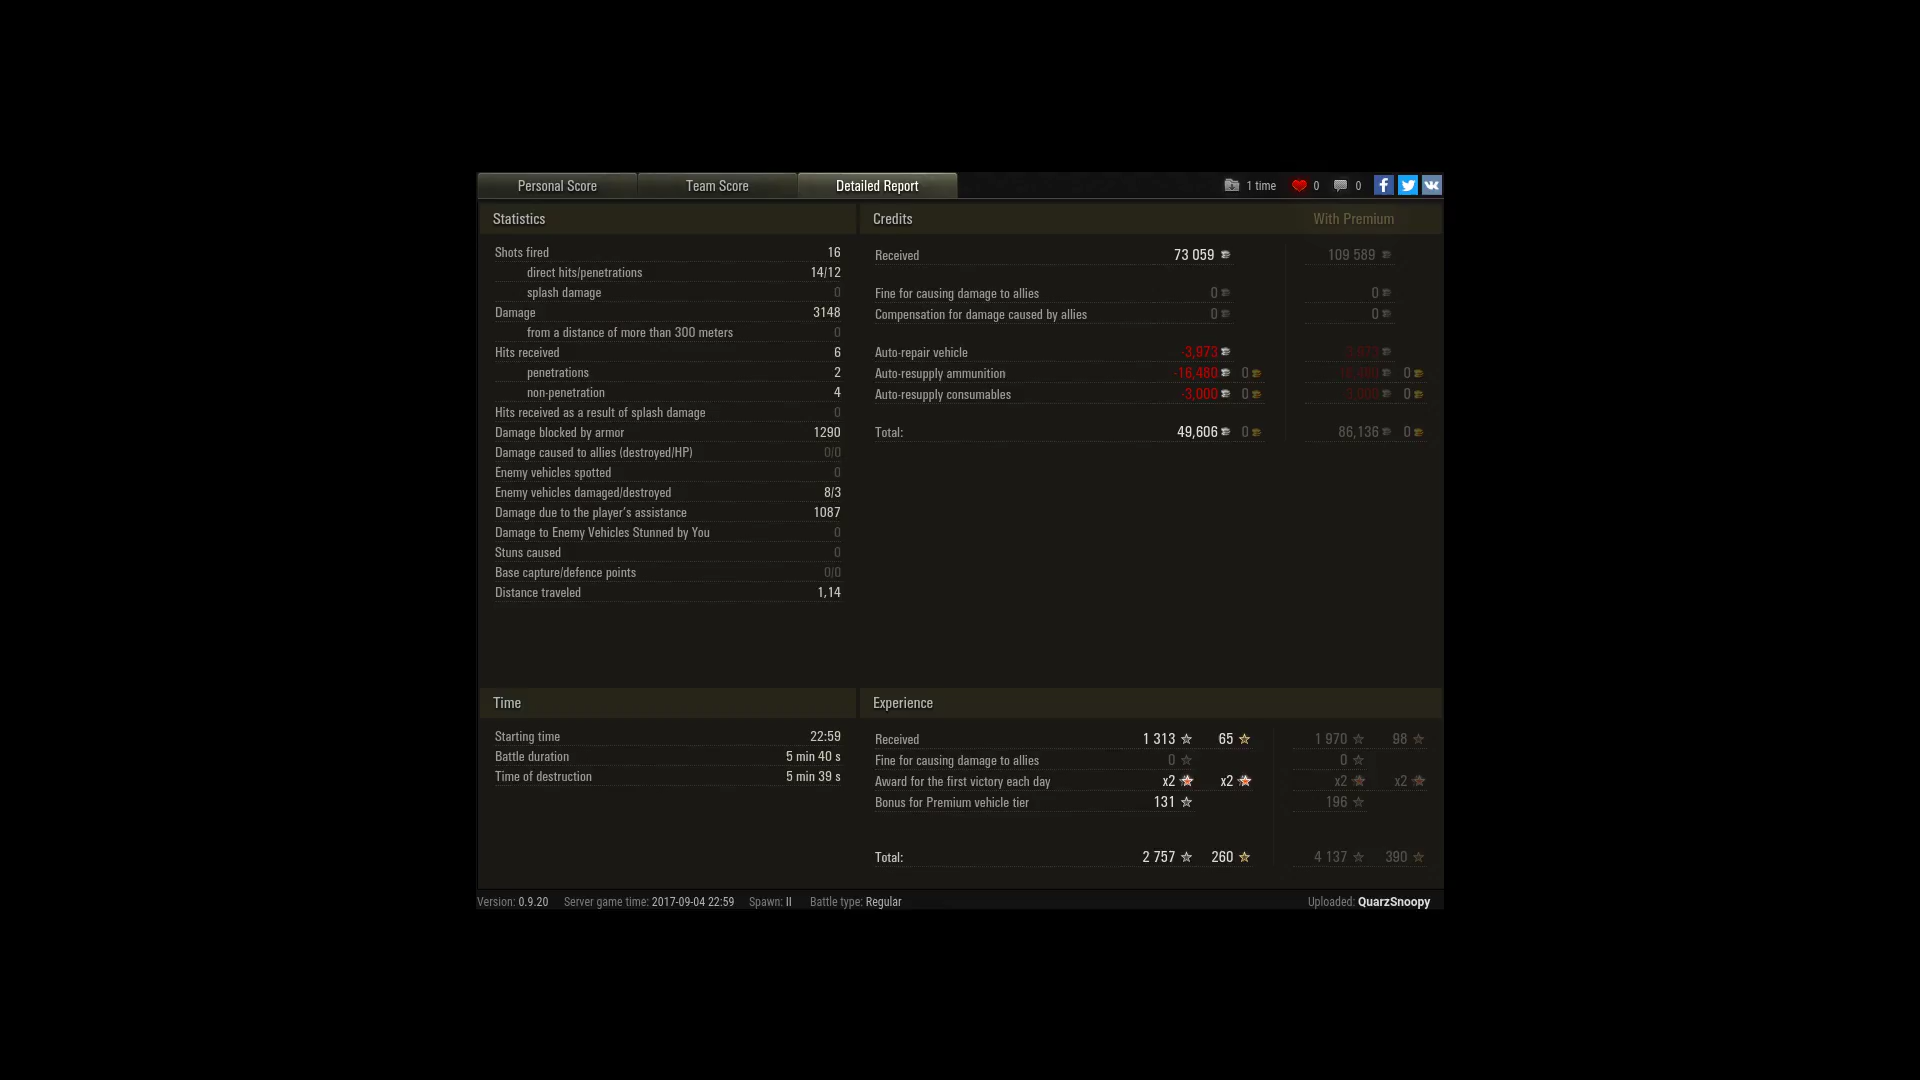 Personal Score Team Score Detailed Report 1 time 0 0
Statistics
Shots fired 16
direct hits/penetrations 14/12
splash damage 0
Damage 3148
from a distance of more than 300 meters 0
Hits received 6
penetrations 2
non-penetration 4
Hits received as a result of splash damage 0
Damage blocked by armor 1290
Damage caused to allies (destroyed/HP) 0/0
Enemy vehicles spotted 0
Enemy vehicles damaged/destroyed 8/3
Damage due to the player's assistance 1087
Damage to Enemy Vehicles Stunned by You 0
Stuns caused 0
Base capture/defence points 0/0
Distance traveled 1,14
Credits With Premium
Received 73 059 109 589
Fine for causing damage to allies 0 0
Compensation for damage caused by allies 0 0
Auto-repair vehicle -3,973 -3,973
Auto-resupply ammunition -16,480 0 -16,480 0
Auto-resupply consumables -3,000 0 -3,000 0
Total: 49,606 0 86,136 0
Time
Starting time 22:59
Battle duration 5 min 40 s
Time of destruction 5 min 39 s
Experience
Received 1 313 65 1 970 98
Fine for causing damage to allies 0 0
Award for the first victory each day x2 x2 x2 x2
Bonus for Premium vehicle tier 131 196
Total: 2 757 260 4 137 390
Version: 0.9.20 Server game time: 2017-09-04 22:59 Spawn: II Battle type: Regular Uploaded: QuarzSnoopy